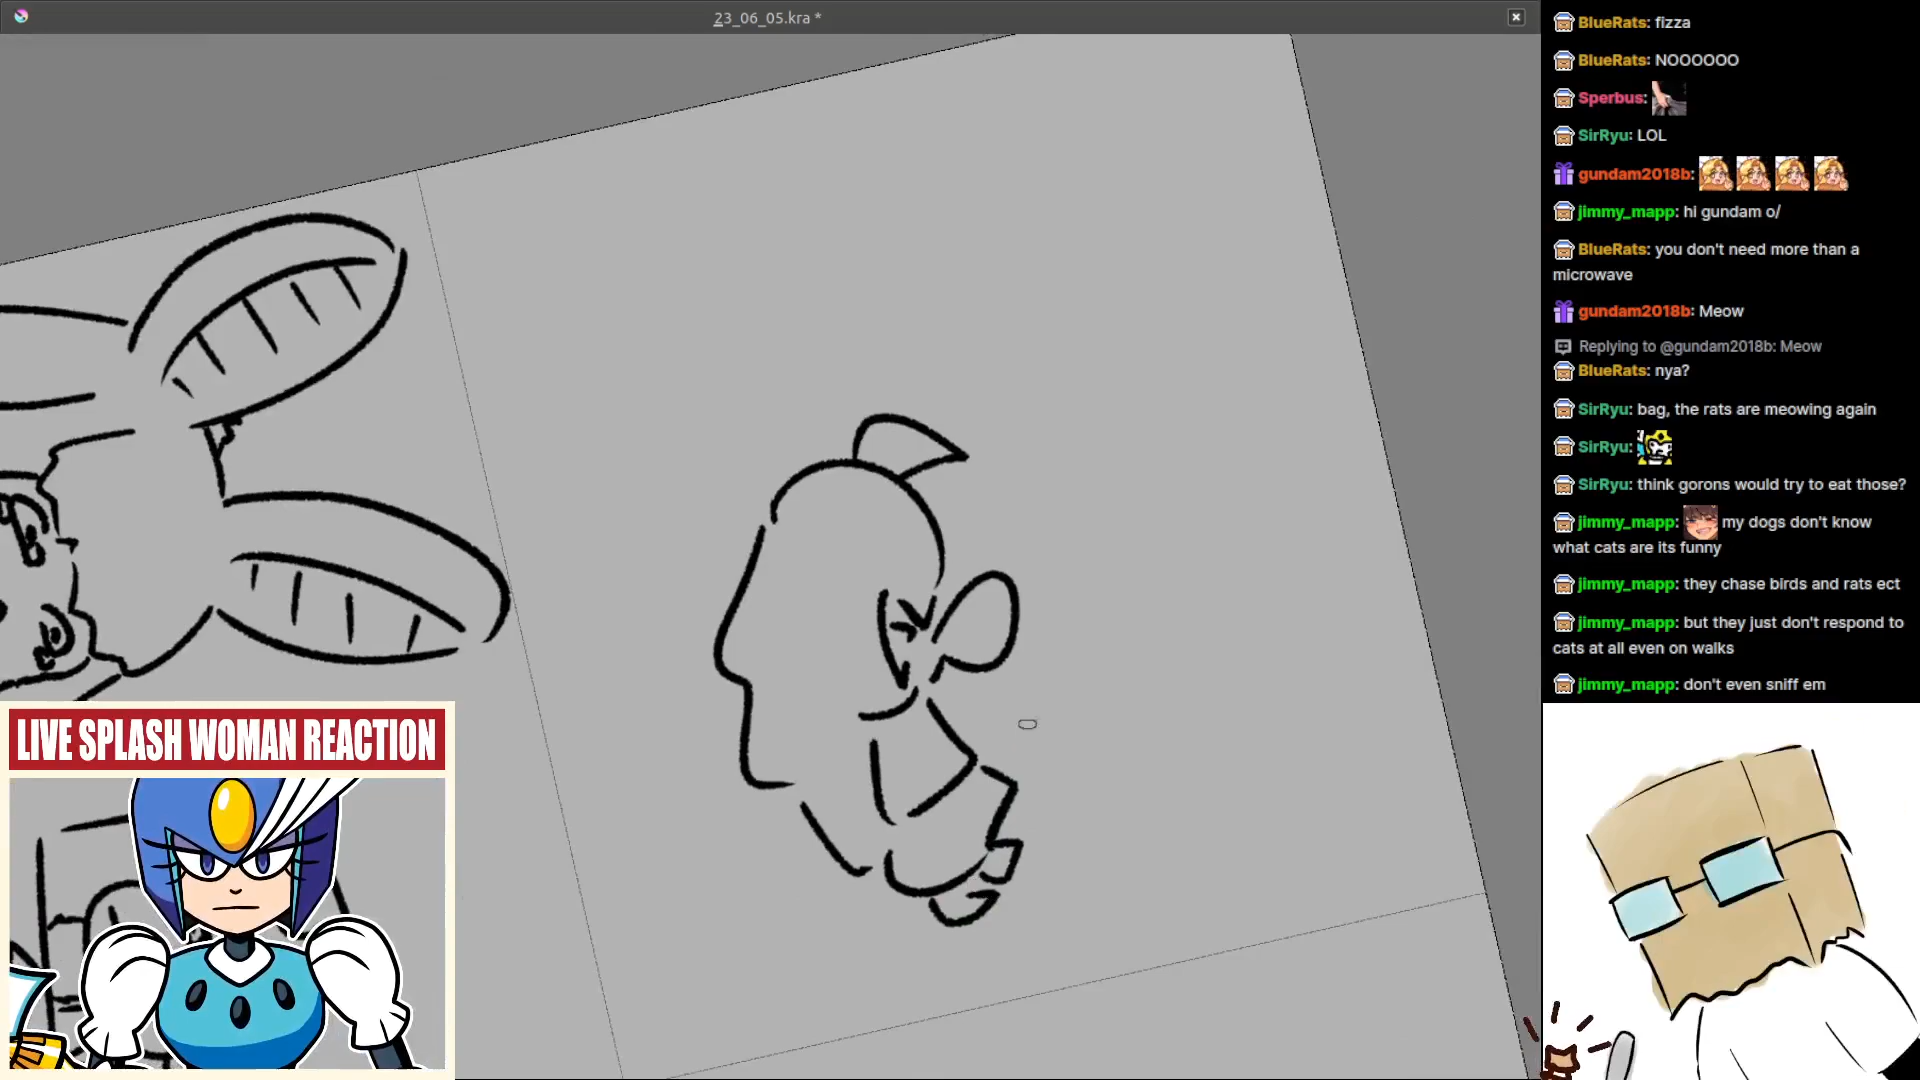 23_06_05.kra *
BlueRats: fizza
BlueRats: NOOOOOO
Sperbus:
SirRyu: LOL
gundam2018b:
jimmy_mapp: hi gundam o/
BlueRats: you don't need more than a
microwave
gundam2018b: Meow
Replying to @gundam2018b: Meow
BlueRats: nya?
SirRyu: bag, the rats are meowing again
SirRyu:
SirRyu: think gorons would try to eat those?
jimmy_mapp: my dogs don't know
what cats are its funny
jimmy_mapp: they chase birds and rats ect
jimmy_mapp: but they just don't respond to
cats at all even on walks
jimmy_mapp: don't even sniff em
LIVE SPLASH WOMAN REACTION